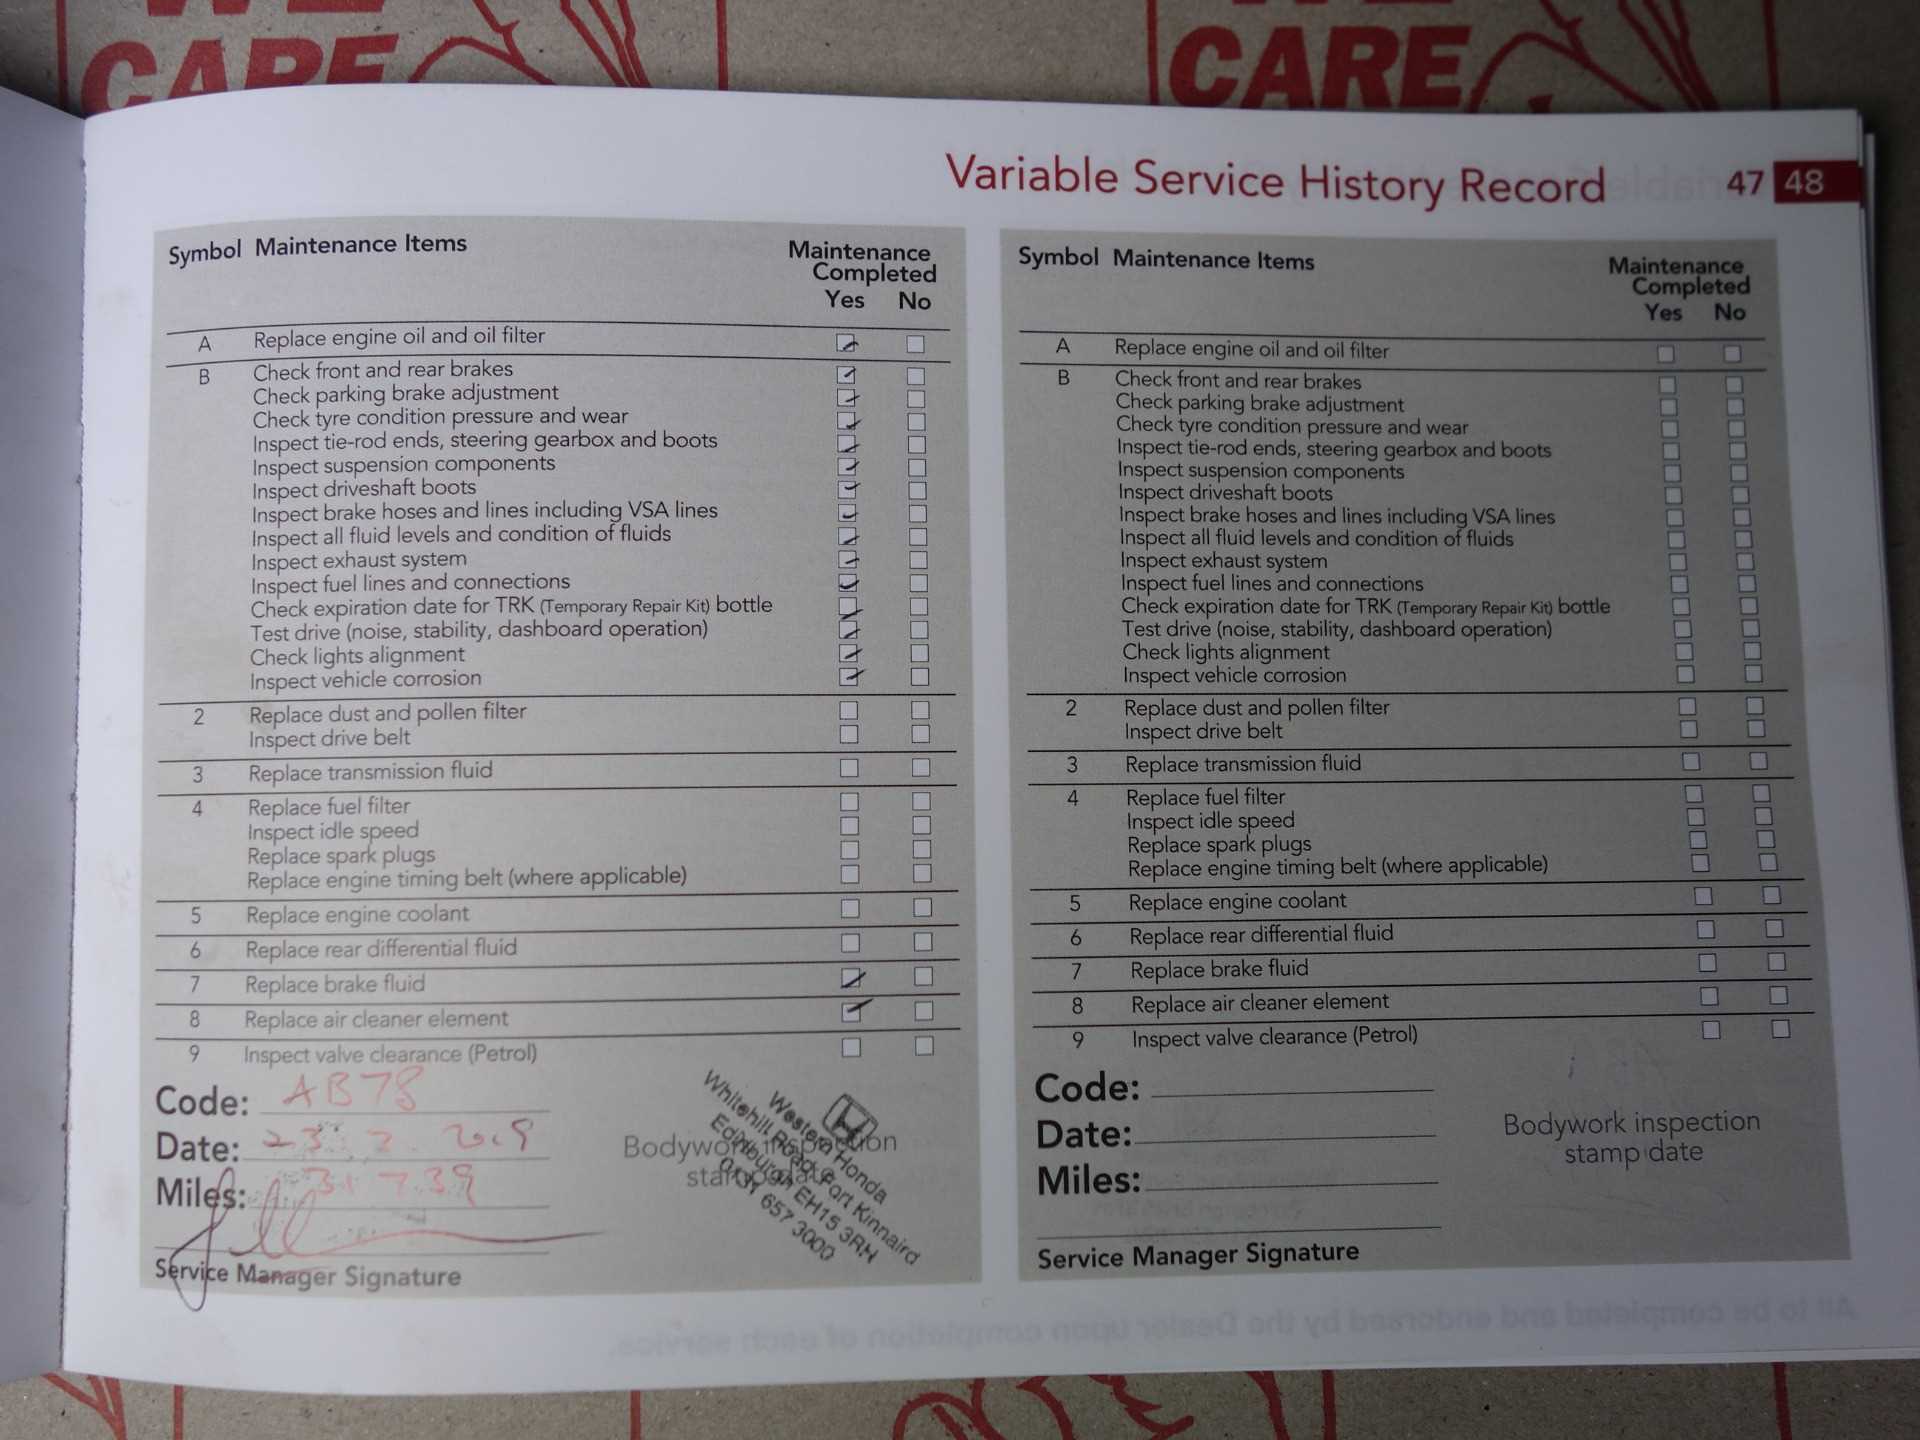 WE
CARE
WE
CARE
Variable Service History Record 47 48
Symbol Maintenance Items Maintenance Completed
Yes No
A Replace engine oil and oil filter
B Check front and rear brakes
Check parking brake adjustment
Check tyre condition pressure and wear
Inspect tie-rod ends, steering gearbox and boots
Inspect suspension components
Inspect driveshaft boots
Inspect brake hoses and lines including VSA lines
Inspect all fluid levels and condition of fluids
Inspect exhaust system
Inspect fuel lines and connections
Check expiration date for TRK (Temporary Repair Kit) bottle
Test drive (noise, stability, dashboard operation)
Check lights alignment
Inspect vehicle corrosion
2 Replace dust and pollen filter
Inspect drive belt
3 Replace transmission fluid
4 Replace fuel filter
Inspect idle speed
Replace spark plugs
Replace engine timing belt (where applicable)
5 Replace engine coolant
6 Replace rear differential fluid
7 Replace brake fluid
8 Replace air cleaner element
9 Inspect valve clearance (Petrol)
Code: AB78
Date: 23 . 2 . 2019
Miles: 31739
Service Manager Signature
Bodywork inspection
stamp date
Western Honda
Whitehill Road, Fort Kinnaird
Edinburgh EH15 3RH
0131 657 3000
Symbol Maintenance Items Maintenance Completed
Yes No
A Replace engine oil and oil filter
B Check front and rear brakes
Check parking brake adjustment
Check tyre condition pressure and wear
Inspect tie-rod ends, steering gearbox and boots
Inspect suspension components
Inspect driveshaft boots
Inspect brake hoses and lines including VSA lines
Inspect all fluid levels and condition of fluids
Inspect exhaust system
Inspect fuel lines and connections
Check expiration date for TRK (Temporary Repair Kit) bottle
Test drive (noise, stability, dashboard operation)
Check lights alignment
Inspect vehicle corrosion
2 Replace dust and pollen filter
Inspect drive belt
3 Replace transmission fluid
4 Replace fuel filter
Inspect idle speed
Replace spark plugs
Replace engine timing belt (where applicable)
5 Replace engine coolant
6 Replace rear differential fluid
7 Replace brake fluid
8 Replace air cleaner element
9 Inspect valve clearance (Petrol)
Code:
Date:
Miles:
Service Manager Signature
Bodywork inspection
stamp date